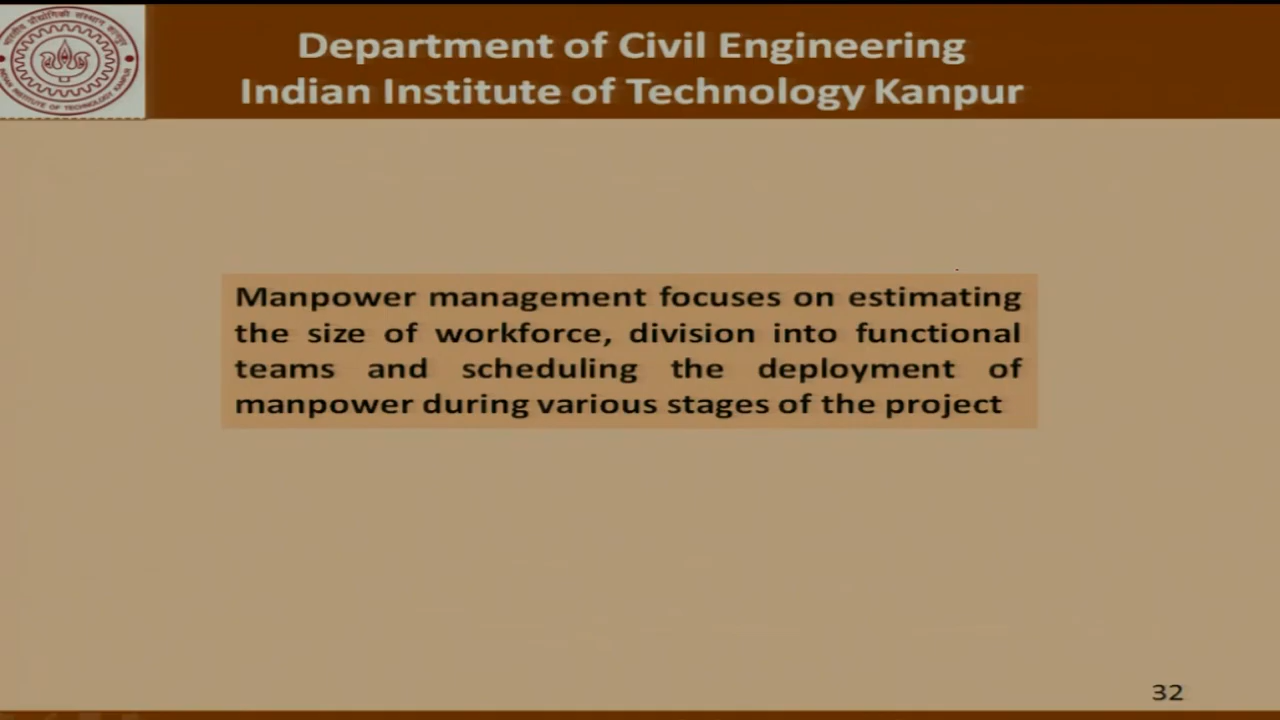 Department of Civil Engineering
Indian Institute of Technology Kanpur
Manpower management focuses on estimating
the size of workforce, division into functional
teams and scheduling the deployment of
manpower during various stages of the project
32